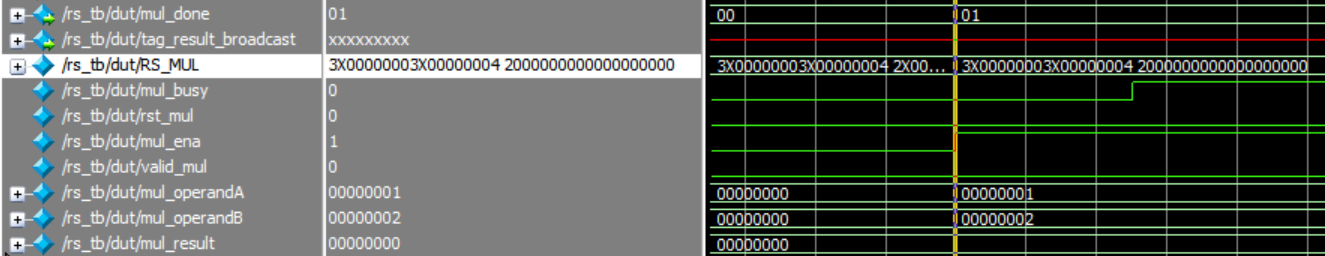 /rs_tb/dut/mul_done 01 00 01
/rs_tb/dut/tag_result_broadcast xxxxxxxxx
/rs_tb/dut/RS_MUL 3X00000003X00000004 2000000000000000000 3X00000003X00000004 2X00... 3X00000003X00000004 2000000000000000000
/rs_tb/dut/mul_busy 0
/rs_tb/dut/rst_mul 0
/rs_tb/dut/mul_ena 1
/rs_tb/dut/valid_mul 0
/rs_tb/dut/mul_operandA 00000001 00000000 00000001
/rs_tb/dut/mul_operandB 00000002 00000000 00000002
/rs_tb/dut/mul_result 00000000 00000000